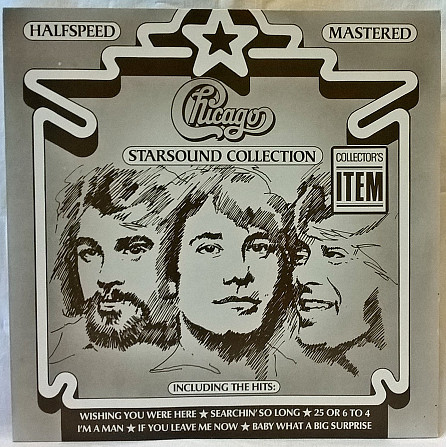 HALFSPEED
MASTERED
Chicago
STARSOUND COLLECTION
COLLECTOR'S
ITEM
INCLUDING THE HITS:
WISHING YOU WERE HERE ★ SEARCHIN' SO LONG ★ 25 OR 6 TO 4
I'M A MAN ★ IF YOU LEAVE ME NOW ★ BABY WHAT A BIG SURPRISE